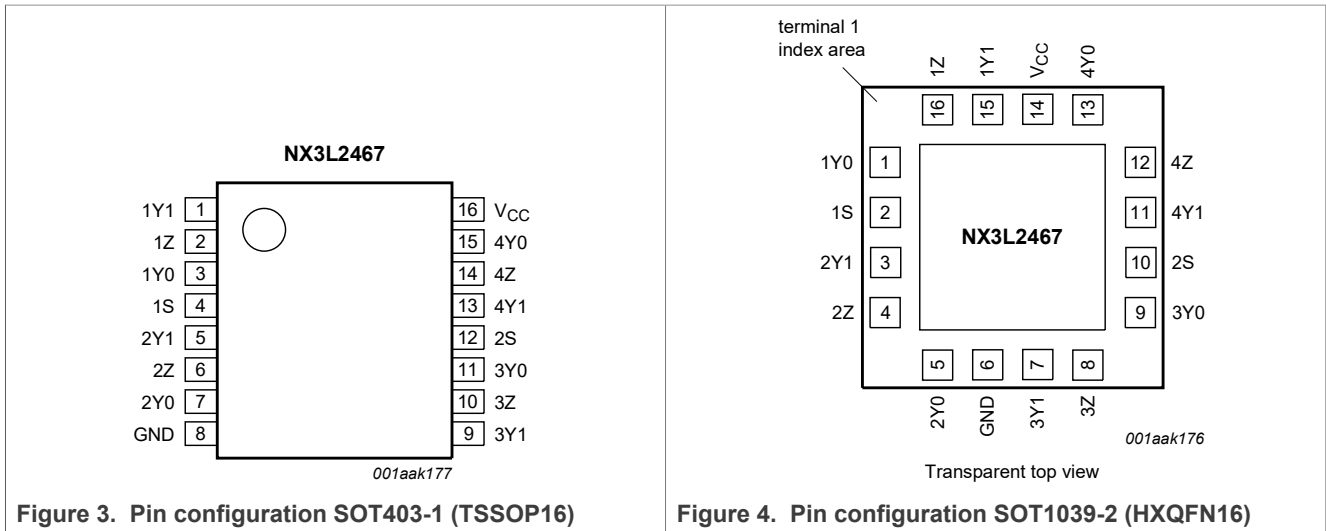 NX3L2467
1Y1 1
1Z 2
1Y0 3
1S 4
2Y1 5
2Z 6
2Y0 7
GND 8
16 VCC
15 4Y0
14 4Z
13 4Y1
12 2S
11 3Y0
10 3Z
9 3Y1
001aak177
Figure 3. Pin configuration SOT403-1 (TSSOP16)
terminal 1
index area
1Z 1Y1 VCC 4Y0
16 15 14 13
1Y0 1
1S 2
2Y1 3
2Z 4
NX3L2467
12 4Z
11 4Y1
10 2S
9 3Y0
5 6 7 8
2Y0 GND 3Y1 3Z
001aak176
Transparent top view
Figure 4. Pin configuration SOT1039-2 (HXQFN16)